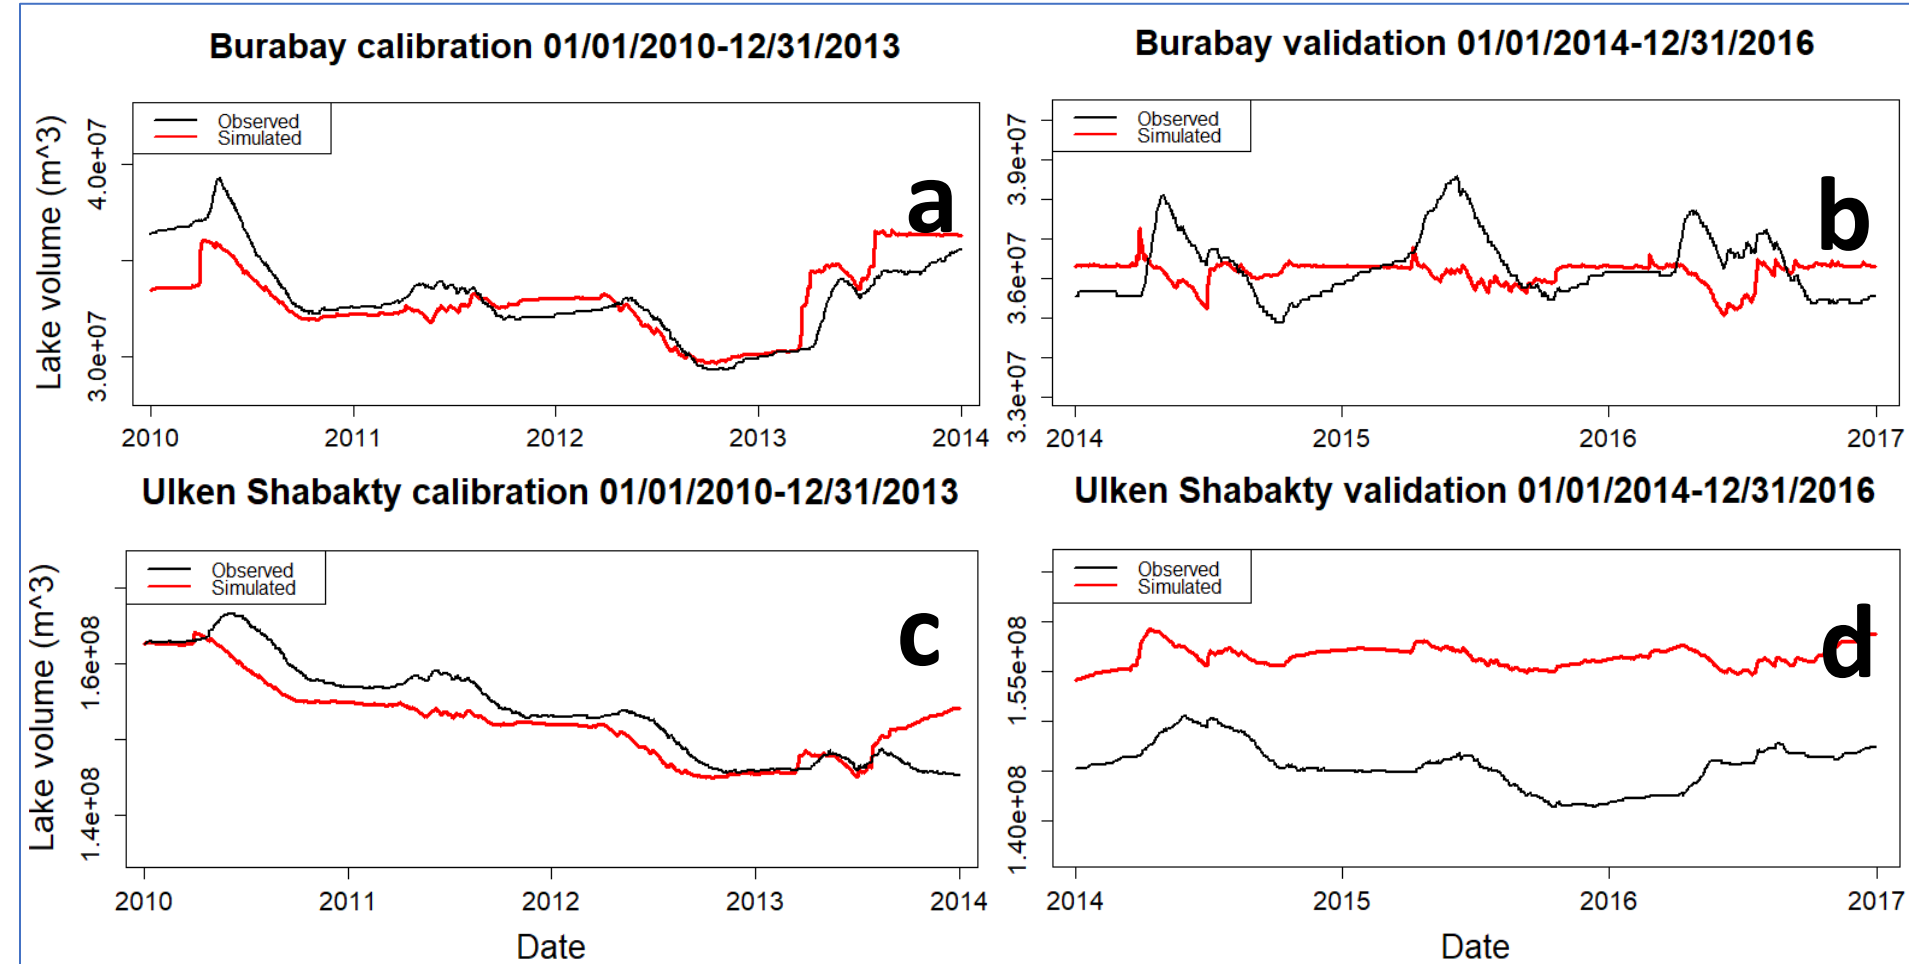 Burabay calibration 01/01/2010-12/31/2013
Observed
Simulated
a
Lake volume (m^3)
4.0e+07
3.0e+07
2010 2011 2012 2013 2014
Burabay validation 01/01/2014-12/31/2016
Observed
Simulated
b
3.9e+07
3.6e+07
3.3e+07
2014 2015 2016 2017
Ulken Shabakty calibration 01/01/2010-12/31/2013
Observed
Simulated
c
Lake volume (m^3)
1.6e+08
1.4e+08
2010 2011 2012 2013 2014
Date
Ulken Shabakty validation 01/01/2014-12/31/2016
Observed
Simulated
d
1.55e+08
1.40e+08
2014 2015 2016 2017
Date